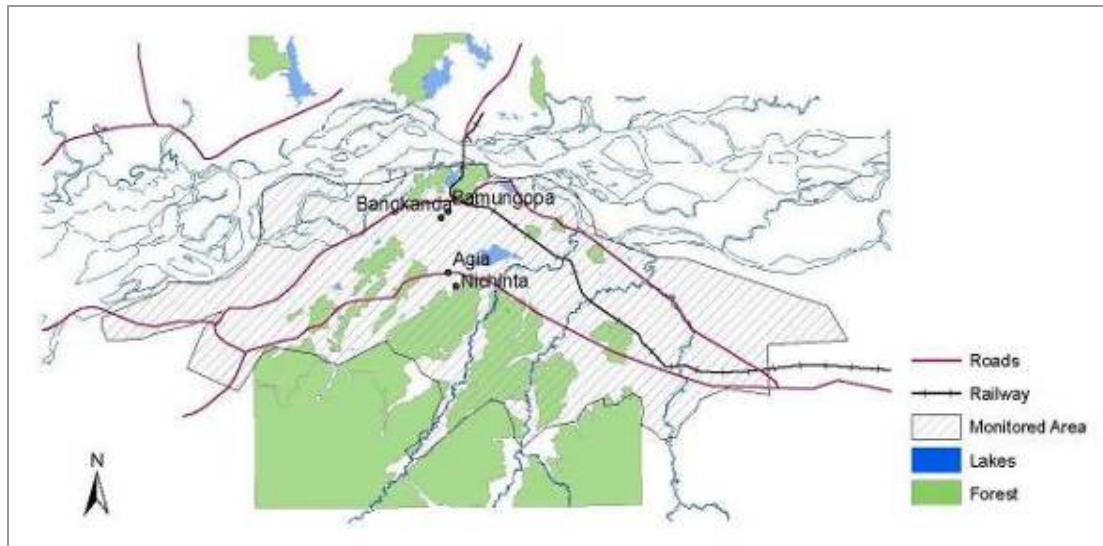 Bangkanda
Pamungopa
Agia
Nichinta
Roads
Railway
Monitored Area
Lakes
Forest
N